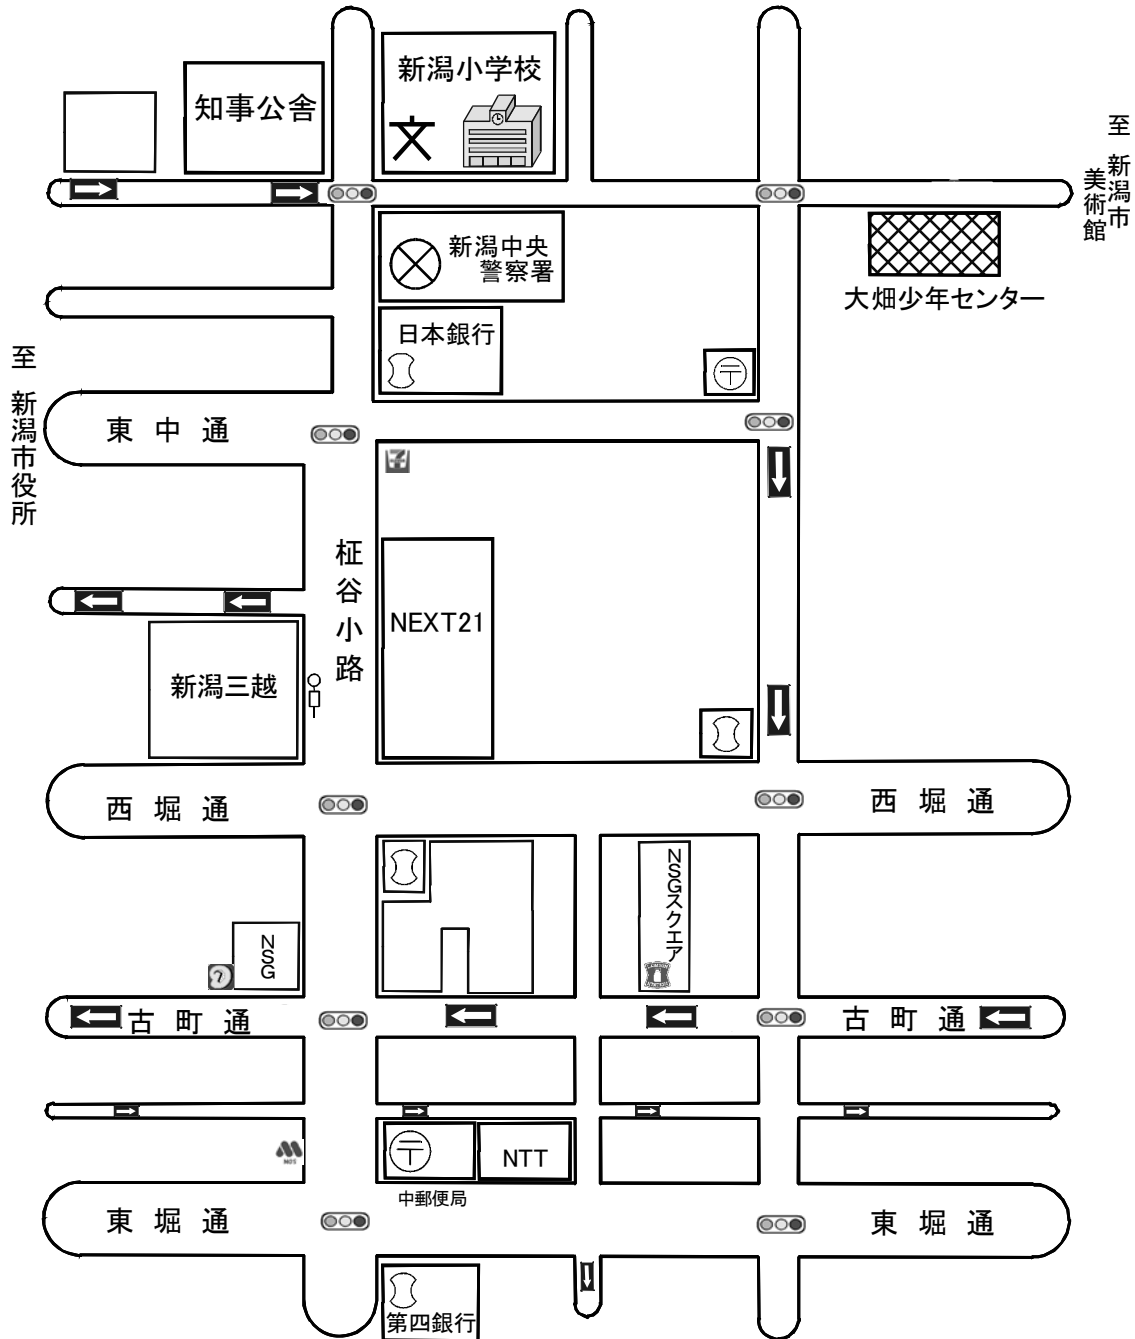 新潟小学校
知事公舎
文
至 新潟市
美術館
新潟中央
警察署
日本銀行
大畑少年センター
至 新潟市役所
〒
東中通
7
柾谷小路
NEXT21
新潟三越
西堀通
西堀通
NSGスクエア
NSG
古町通
古町通
〒
NTT
MOS
中郵便局
東堀通
東堀通
第四銀行